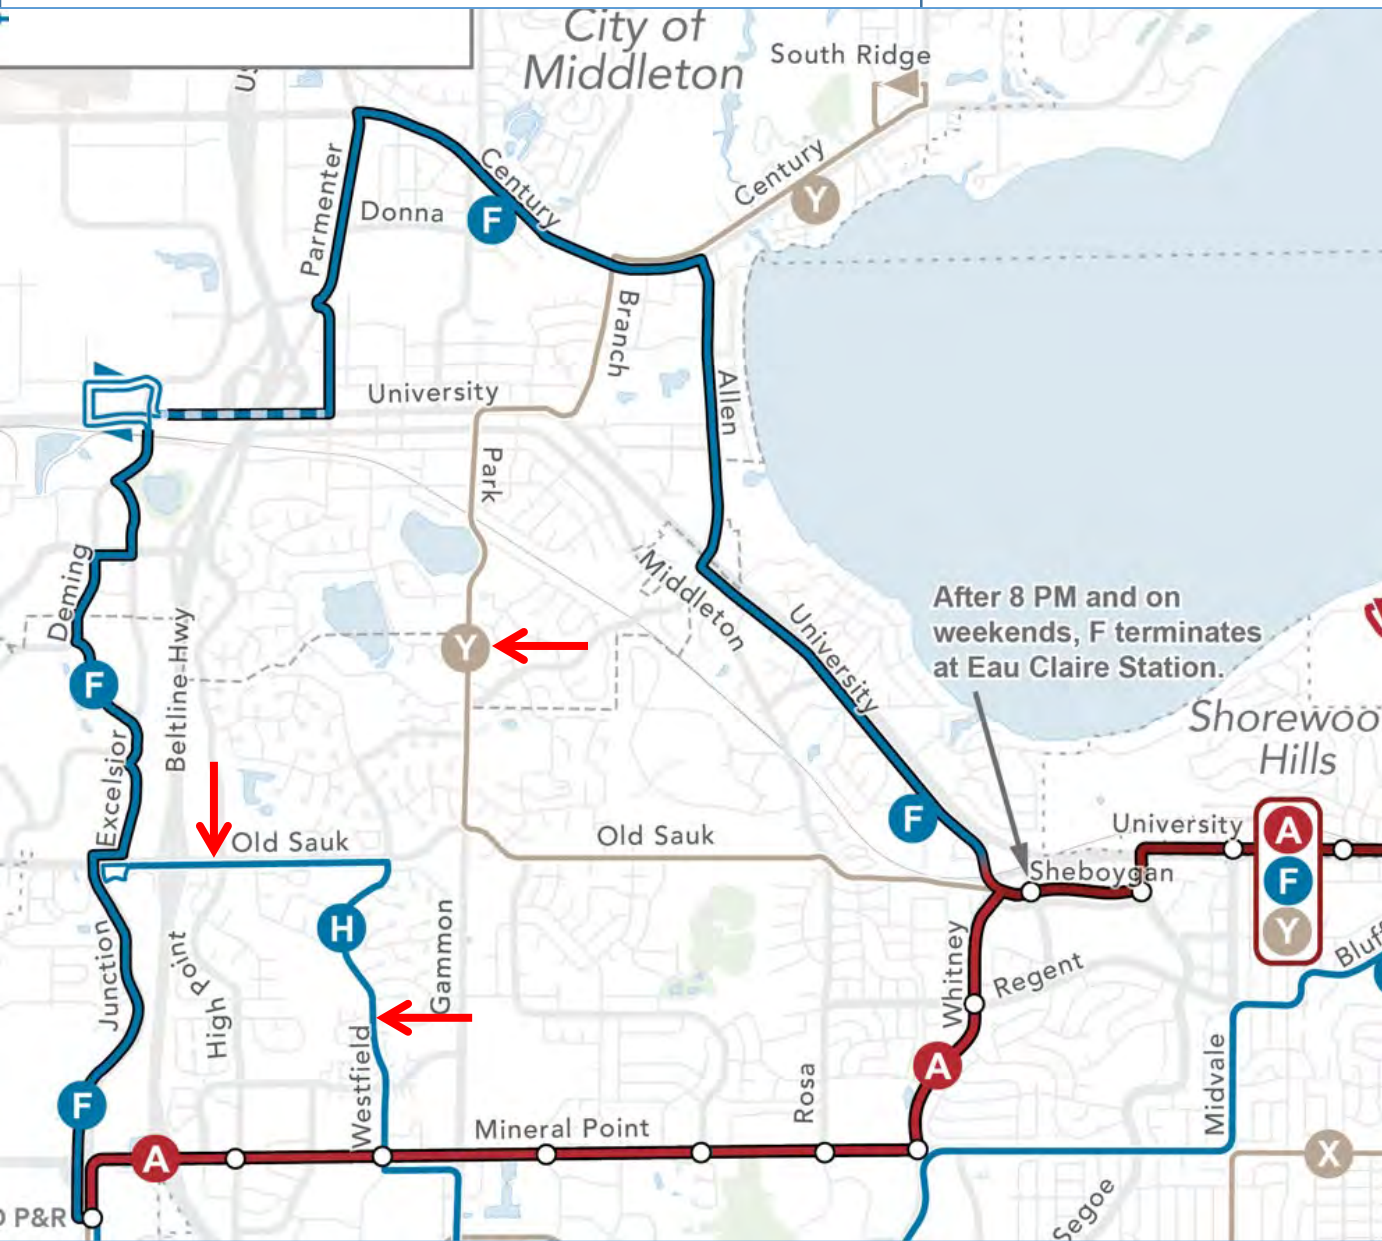 City of
Middleton
South Ridge
US
Century
Y
Parmenter
Donna
F
Century
Branch
University
Allen
Park
Middleton
University
Deming
Beltline Hwy
Y
F
After 8 PM and on
weekends, F terminates
at Eau Claire Station.
Shorewoo
Hills
Excelsior
Old Sauk
Old Sauk
F
University
A
F
Y
Sheboygan
H
Junction
High Point
Gammon
Whitney
Regent
Bluff
Westfield
Rosa
A
Midvale
F
Mineral Point
A
X
Segoe
P&R